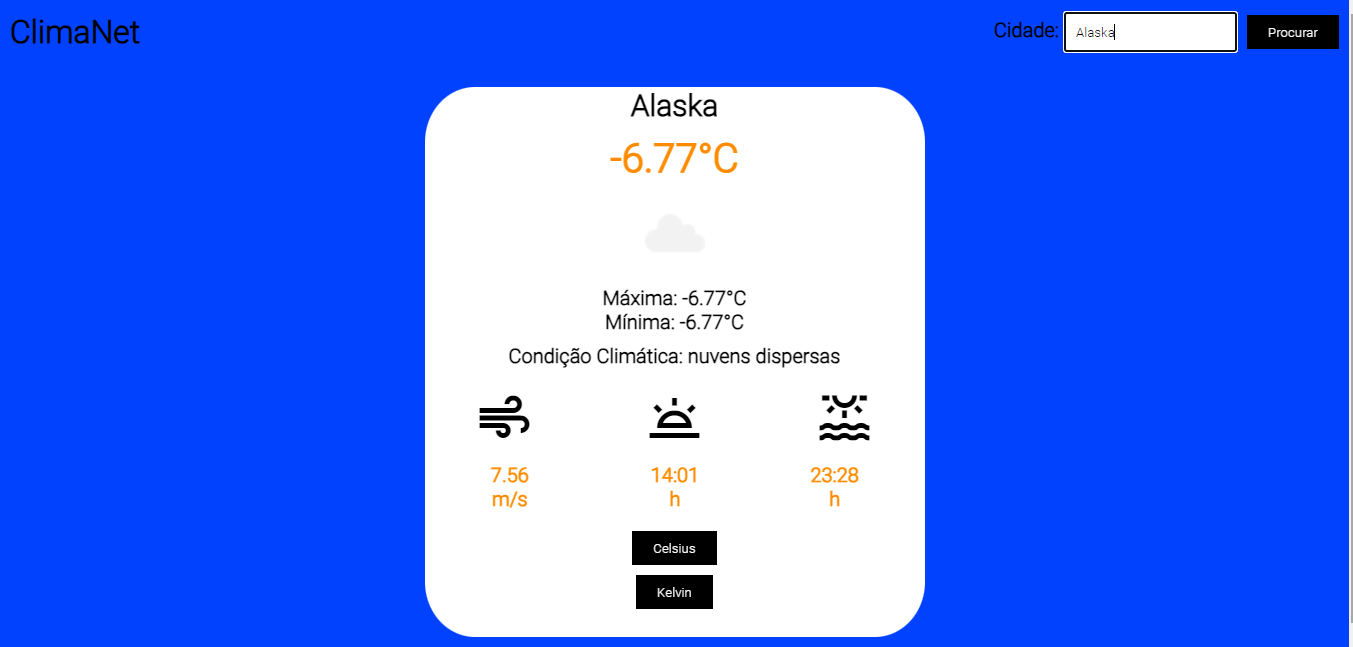 ClimaNet
Cidade: Alaska Procurar
Alaska
-6.77°C
Máxima: -6.77°C
Mínima: -6.77°C
Condição Climática: nuvens dispersas
7.56 14:01 23:28
m/s h h
Celsius
Kelvin